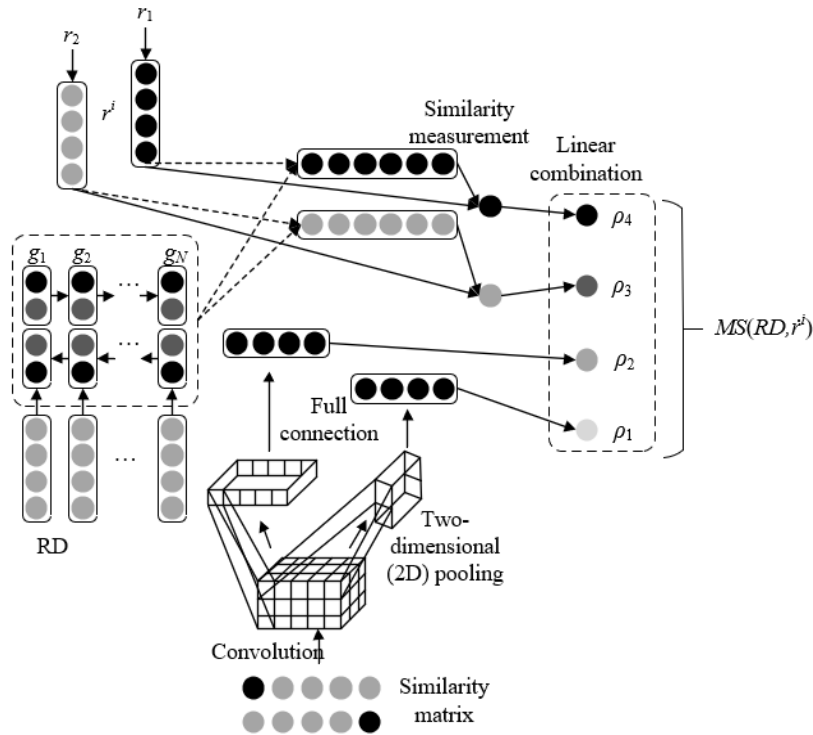 r₁
r₂
rⁱ
Similarity
measurement
Linear
combination
ρ₄
g₁ g₂ ... g_N
...
...
ρ₃
MS(RD,rⁱ)
ρ₂
Full
connection
ρ₁
...
RD
Two-
dimensional
(2D) pooling
Convolution
Similarity
matrix